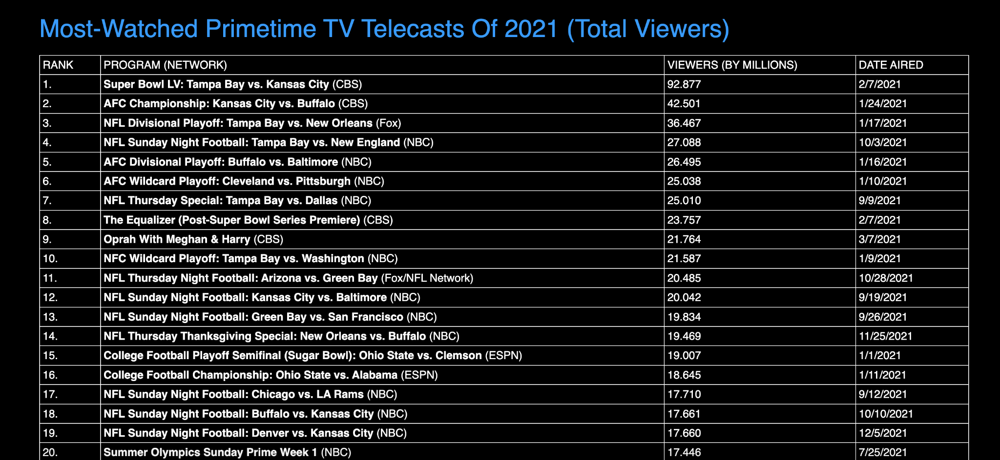 Most-Watched Primetime TV Telecasts Of 2021 (Total Viewers)
RANK PROGRAM (NETWORK) VIEWERS (BY MILLIONS) DATE AIRED
1. Super Bowl LV: Tampa Bay vs. Kansas City (CBS) 92.877 2/7/2021
2. AFC Championship: Kansas City vs. Buffalo (CBS) 42.501 1/24/2021
3. NFL Divisional Playoff: Tampa Bay vs. New Orleans (Fox) 36.467 1/17/2021
4. NFL Sunday Night Football: Tampa Bay vs. New England (NBC) 27.088 10/3/2021
5. AFC Divisional Playoff: Buffalo vs. Baltimore (NBC) 26.495 1/16/2021
6. AFC Wildcard Playoff: Cleveland vs. Pittsburgh (NBC) 25.038 1/10/2021
7. NFL Thursday Special: Tampa Bay vs. Dallas (NBC) 25.010 9/9/2021
8. The Equalizer (Post-Super Bowl Series Premiere) (CBS) 23.757 2/7/2021
9. Oprah With Meghan & Harry (CBS) 21.764 3/7/2021
10. NFC Wildcard Playoff: Tampa Bay vs. Washington (NBC) 21.587 1/9/2021
11. NFL Thursday Night Football: Arizona vs. Green Bay (Fox/NFL Network) 20.485 10/28/2021
12. NFL Sunday Night Football: Kansas City vs. Baltimore (NBC) 20.042 9/19/2021
13. NFL Sunday Night Football: Green Bay vs. San Francisco (NBC) 19.834 9/26/2021
14. NFL Thursday Thanksgiving Special: New Orleans vs. Buffalo (NBC) 19.469 11/25/2021
15. College Football Playoff Semifinal (Sugar Bowl): Ohio State vs. Clemson (ESPN) 19.007 1/1/2021
16. College Football Championship: Ohio State vs. Alabama (ESPN) 18.645 1/11/2021
17. NFL Sunday Night Football: Chicago vs. LA Rams (NBC) 17.710 9/12/2021
18. NFL Sunday Night Football: Buffalo vs. Kansas City (NBC) 17.661 10/10/2021
19. NFL Sunday Night Football: Denver vs. Kansas City (NBC) 17.660 12/5/2021
20. Summer Olympics Sunday Prime Week 1 (NBC) 17.446 7/25/2021